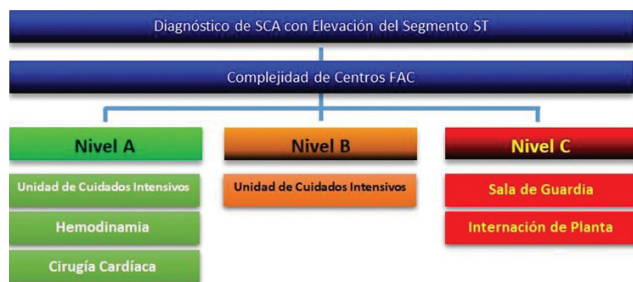 Diagnóstico de SCA con Elevación del Segmento ST
Complejidad de Centros FAC
Nivel A
Nivel B
Nivel C
Unidad de Cuidados Intensivos
Unidad de Cuidados Intensivos
Sala de Guardia
Hemodinamia
Internación de Planta
Cirugía Cardíaca